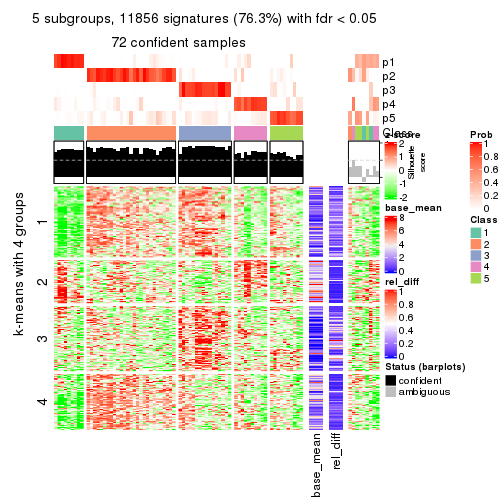 5 subgroups, 11856 signatures (76.3%) with fdr < 0.05
72 confident samples
p1
p2
p3
p4
p5
Class
Silhouette
score
k-means with 4 groups
1
2
3
4
base_mean
rel_diff
z-score
2
1
0
-1
-2
base_mean
8
6
4
2
0
rel_diff
1
0.8
0.6
0.4
0.2
0
Status (barplots)
confident
ambiguous
Prob
1
0.8
0.6
0.4
0.2
0
Class
1
2
3
4
5